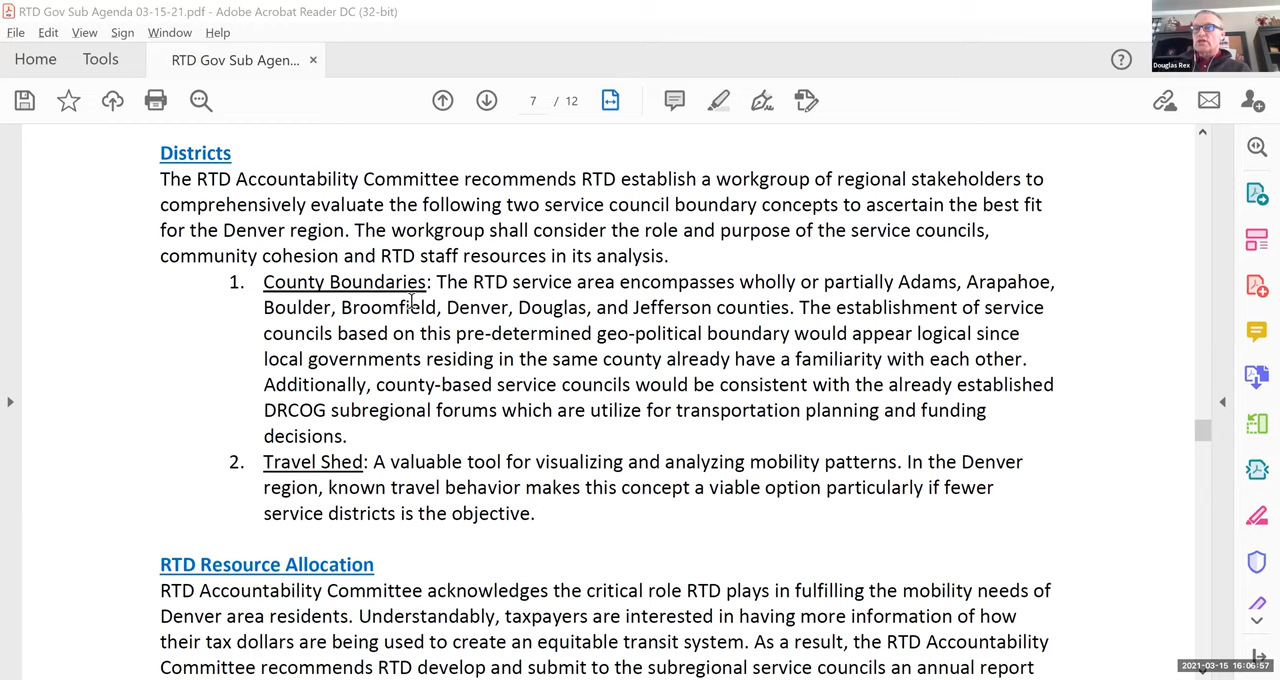 RTD Gov Sub Agenda 03-15-21.pdf - Adobe Acrobat Reader DC (32-bit)
File Edit View Sign Window Help
Home Tools RTD Gov Sub Agen... ×
7 / 12
Douglas Rex
Districts
The RTD Accountability Committee recommends RTD establish a workgroup of regional stakeholders to
comprehensively evaluate the following two service council boundary concepts to ascertain the best fit
for the Denver region. The workgroup shall consider the role and purpose of the service councils,
community cohesion and RTD staff resources in its analysis.
1. County Boundaries: The RTD service area encompasses wholly or partially Adams, Arapahoe,
Boulder, Broomfield, Denver, Douglas, and Jefferson counties. The establishment of service
councils based on this pre-determined geo-political boundary would appear logical since
local governments residing in the same county already have a familiarity with each other.
Additionally, county-based service councils would be consistent with the already established
DRCOG subregional forums which are utilize for transportation planning and funding
decisions.
2. Travel Shed: A valuable tool for visualizing and analyzing mobility patterns. In the Denver
region, known travel behavior makes this concept a viable option particularly if fewer
service districts is the objective.
RTD Resource Allocation
RTD Accountability Committee acknowledges the critical role RTD plays in fulfilling the mobility needs of
Denver area residents. Understandably, taxpayers are interested in having more information of how
their tax dollars are being used to create an equitable transit system. As a result, the RTD Accountability
Committee recommends RTD develop and submit to the subregional service councils an annual report
2021-03-15 16:06:57